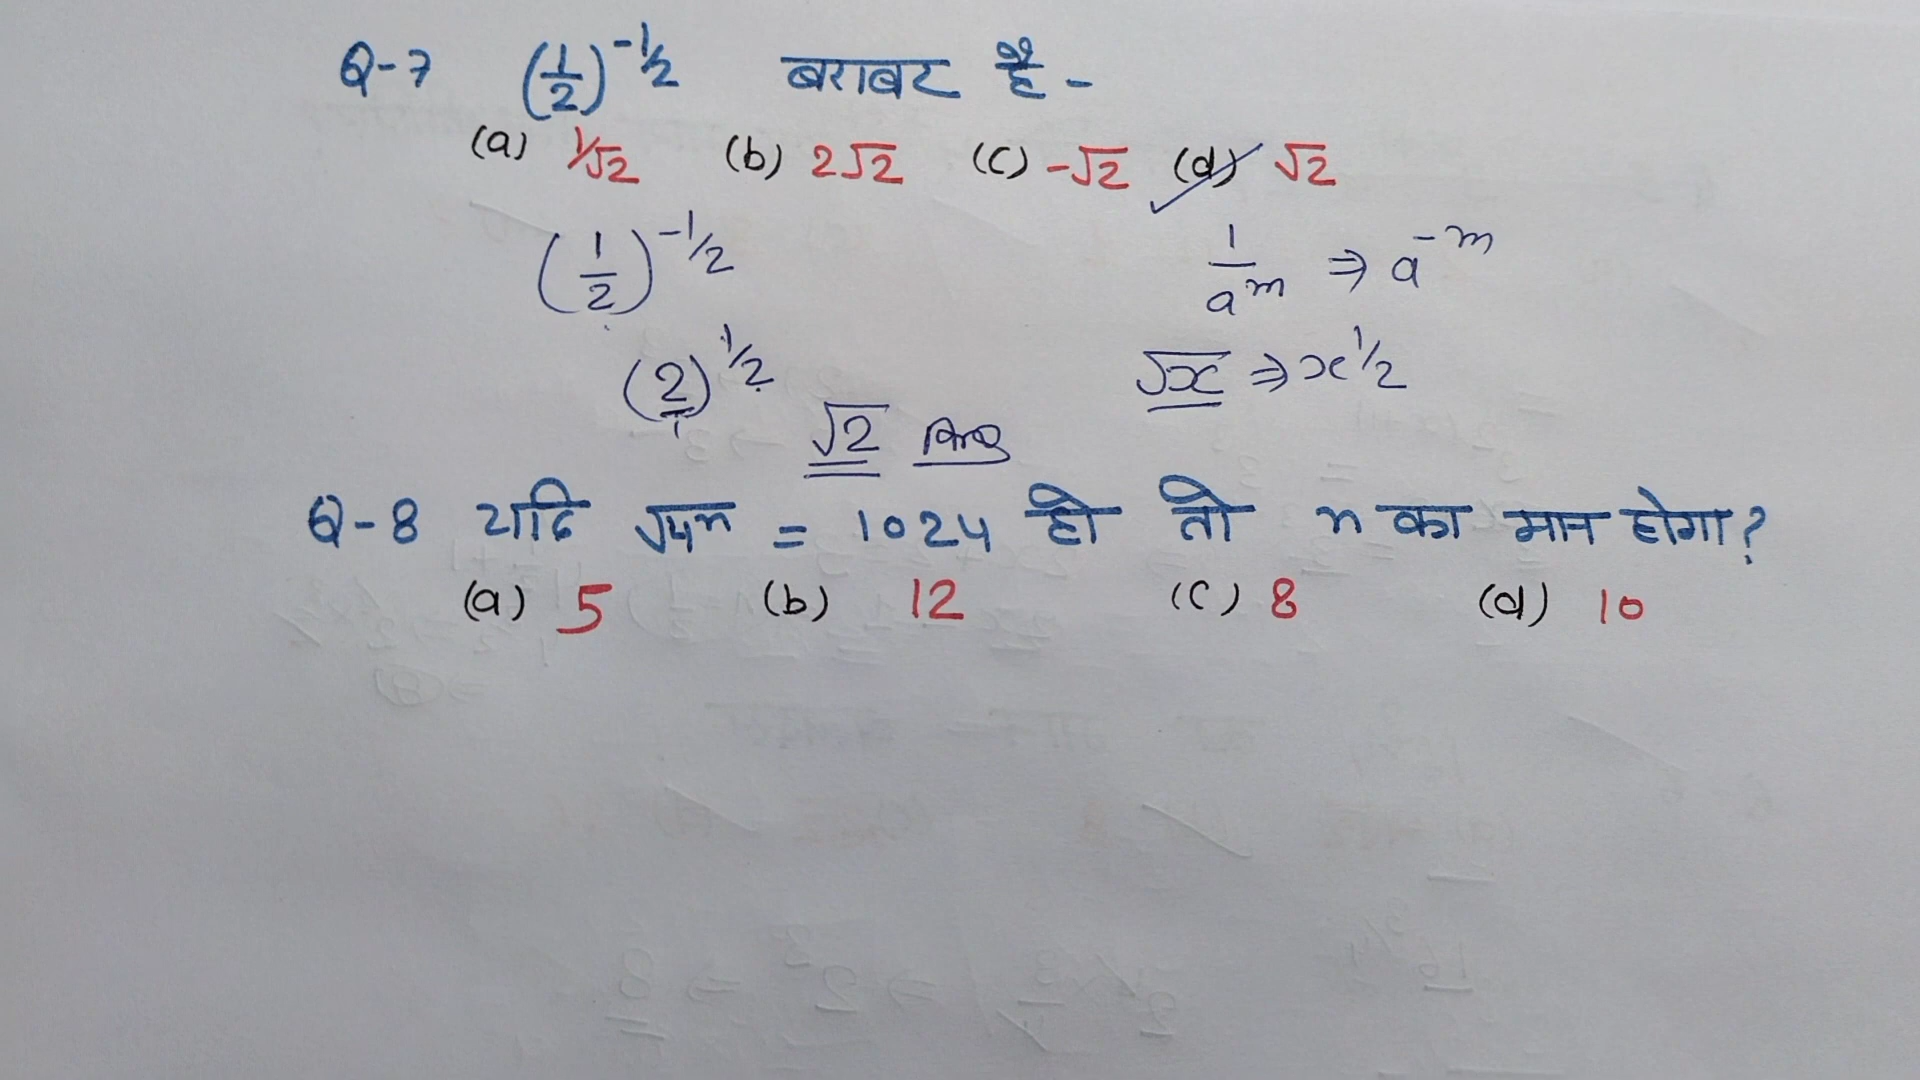 Q-7 (1/2)^-1/2 बराबर है -
(a) 1/√2 (b) 2√2 (c) -√2 (d) √2
(1/2)^-1/2 1/a^m ⇒ a^-m
(2/1)^1/2 √x ⇒ x^1/2
√2 Ans
Q-8 यदि √4^n = 1024 हो तो n का मान होगा?
(a) 5 (b) 12 (c) 8 (d) 10